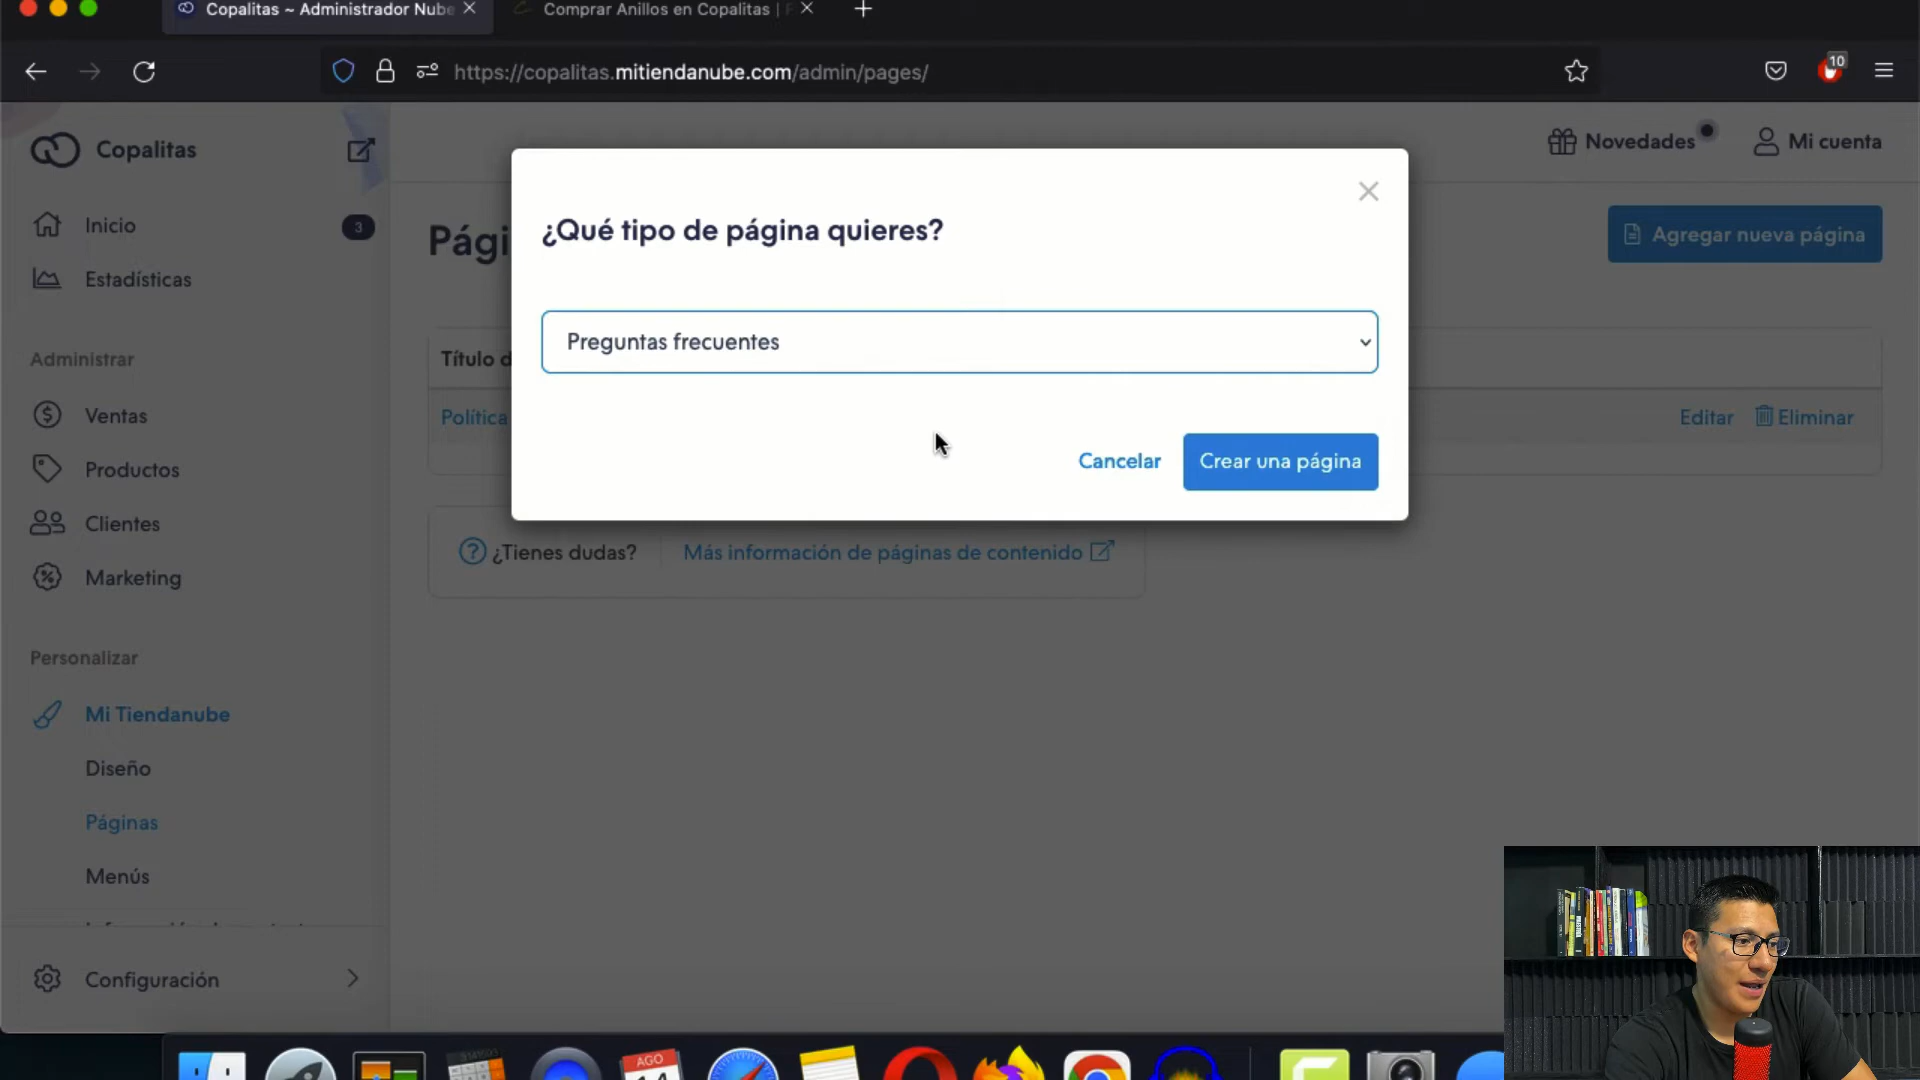 Copalitas ~ Administrador Nube
Comprar Anillos en Copalitas |
https://copalitas.mitiendanube.com/admin/pages/
10
Copalitas
Novedades
Mi cuenta
Inicio
3
Estadísticas
Administrar
Ventas
Productos
Clientes
Marketing
Personalizar
Mi Tiendanube
Diseño
Páginas
Menús
Configuración
Pági
Agregar nueva página
Título d
Política
Editar
Eliminar
¿Qué tipo de página quieres?
Preguntas frecuentes
Cancelar
Crear una página
¿Tienes dudas?
Más información de páginas de contenido
AGO